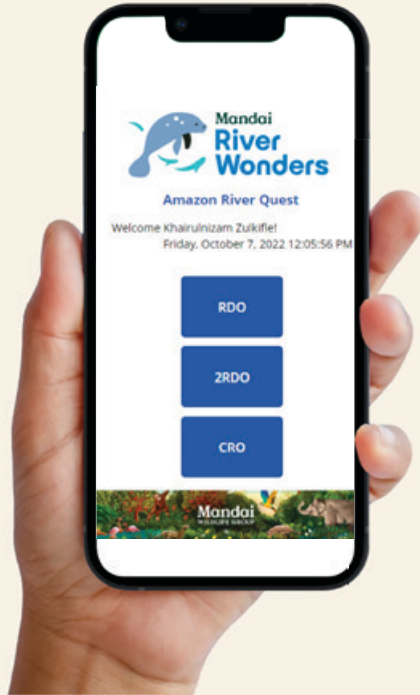 Mandai
River
Wonders
Amazon River Quest
Welcome Khairulnizam Zulkifle!
Friday, October 7, 2022 12:05:56 PM
RDO
2RDO
CRO
Mandai
WILDLIFE GROUP